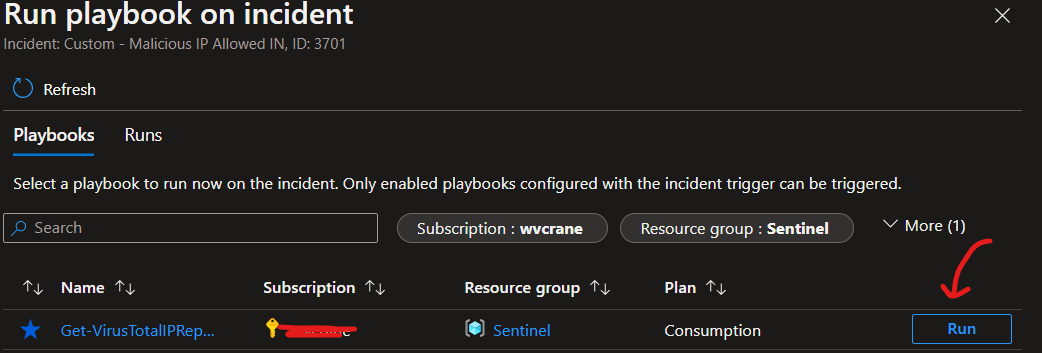 Run playbook on incident
Incident: Custom - Malicious IP Allowed IN, ID: 3701
Refresh
Playbooks Runs
Select a playbook to run now on the incident. Only enabled playbooks configured with the incident trigger can be triggered.
Search Subscription : wvcrane Resource group : Sentinel More (1)
Name Subscription Resource group Plan
Get-VirusTotalIPRep... Sentinel Consumption Run